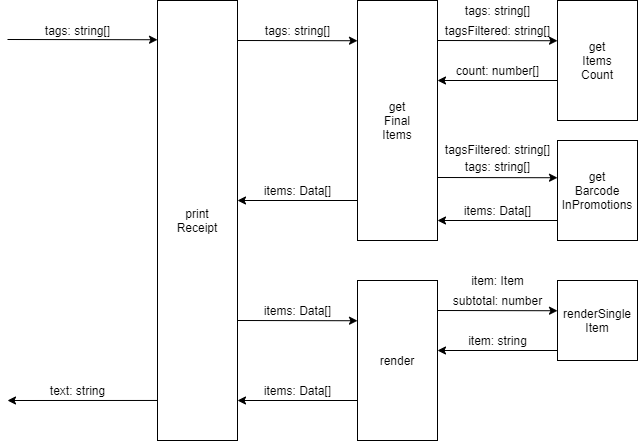 tags: string[]
tags: string[]
tags: string[]
tagsFiltered: string[]
get
Items
Count
count: number[]
get
Final
Items
tagsFiltered: string[]
tags: string[]
get
Barcode
InPromotions
items: Data[]
items: Data[]
print
Receipt
item: Item
subtotal: number
items: Data[]
renderSingle
Item
item: string
render
text: string
items: Data[]